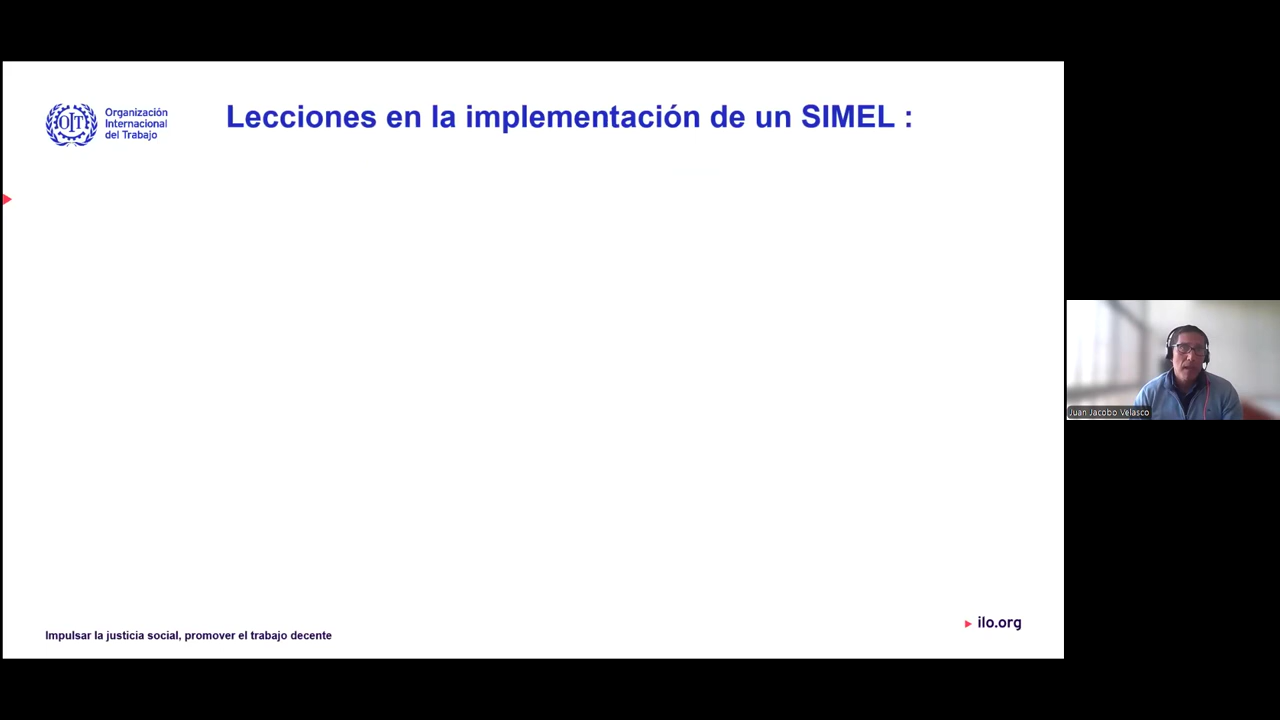 OIT
Organización
Internacional
del Trabajo
Lecciones en la implementación de un SIMEL :
Juan Jacobo Velasco
ilo.org
Impulsar la justicia social, promover el trabajo decente